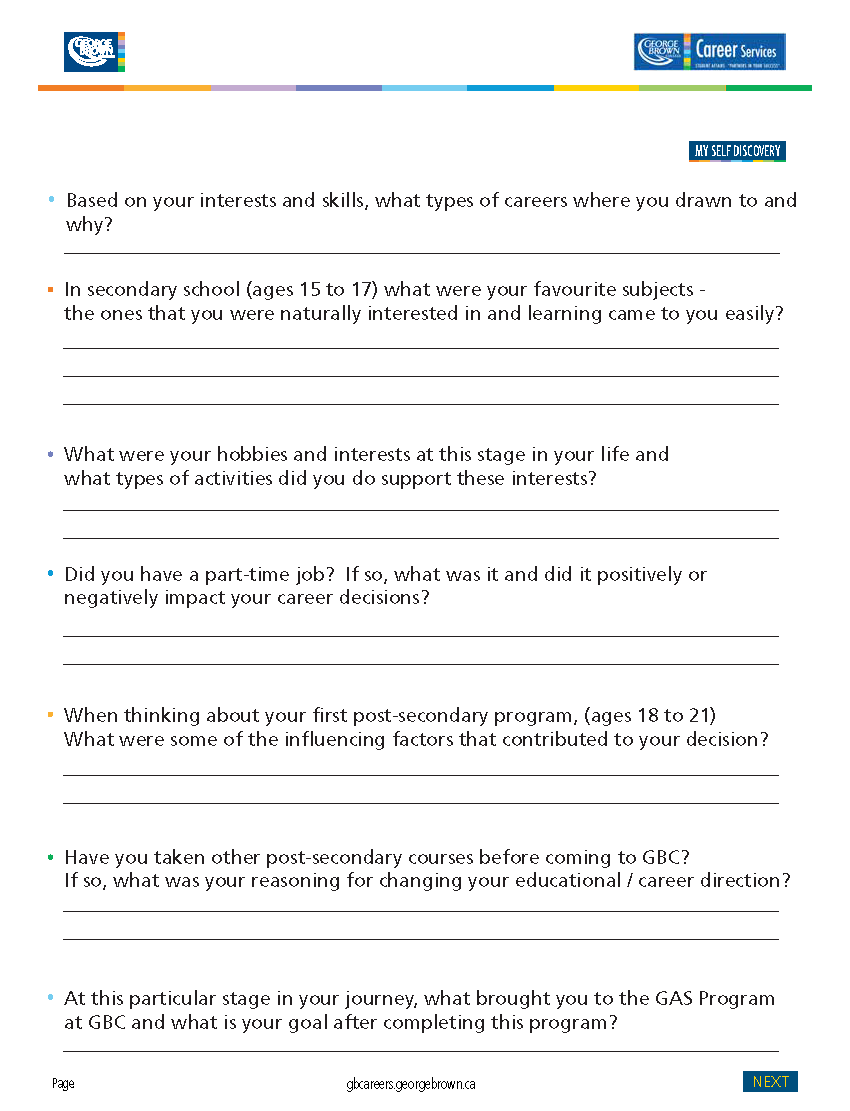 GEORGE BROWN
GEORGE BROWN COLLEGE Career Services
STUDENT AFFAIRS "PARTNERS IN YOUR SUCCESS"
MY SELF DISCOVERY
• Based on your interests and skills, what types of careers where you drawn to and
why?
▪ In secondary school (ages 15 to 17) what were your favourite subjects -
the ones that you were naturally interested in and learning came to you easily?
• What were your hobbies and interests at this stage in your life and
what types of activities did you do support these interests?
• Did you have a part-time job? If so, what was it and did it positively or
negatively impact your career decisions?
▪ When thinking about your first post-secondary program, (ages 18 to 21)
What were some of the influencing factors that contributed to your decision?
• Have you taken other post-secondary courses before coming to GBC?
If so, what was your reasoning for changing your educational / career direction?
• At this particular stage in your journey, what brought you to the GAS Program
at GBC and what is your goal after completing this program?
Page gbcareers.georgebrown.ca NEXT